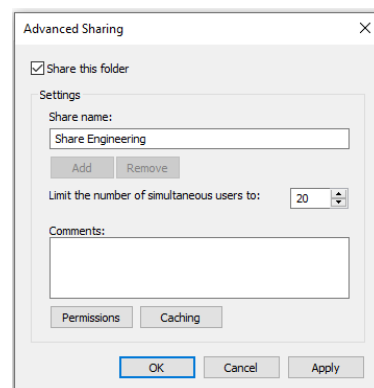 Advanced Sharing
Share this folder
Settings
Share name:
Share Engineering
Add Remove
Limit the number of simultaneous users to: 20
Comments:
Permissions Caching
OK Cancel Apply